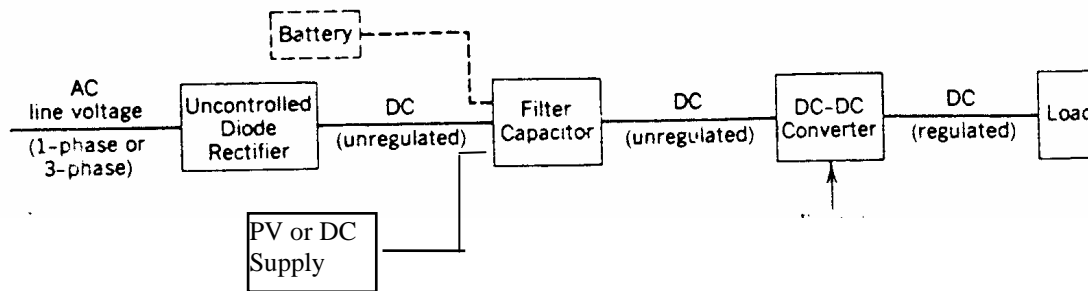 Battery
AC
line voltage
(1-phase or
3-phase)
Uncontrolled
Diode
Rectifier
DC
(unregulated)
Filter
Capacitor
DC
(unregulated)
DC-DC
Converter
DC
(regulated)
Load
PV or DC
Supply